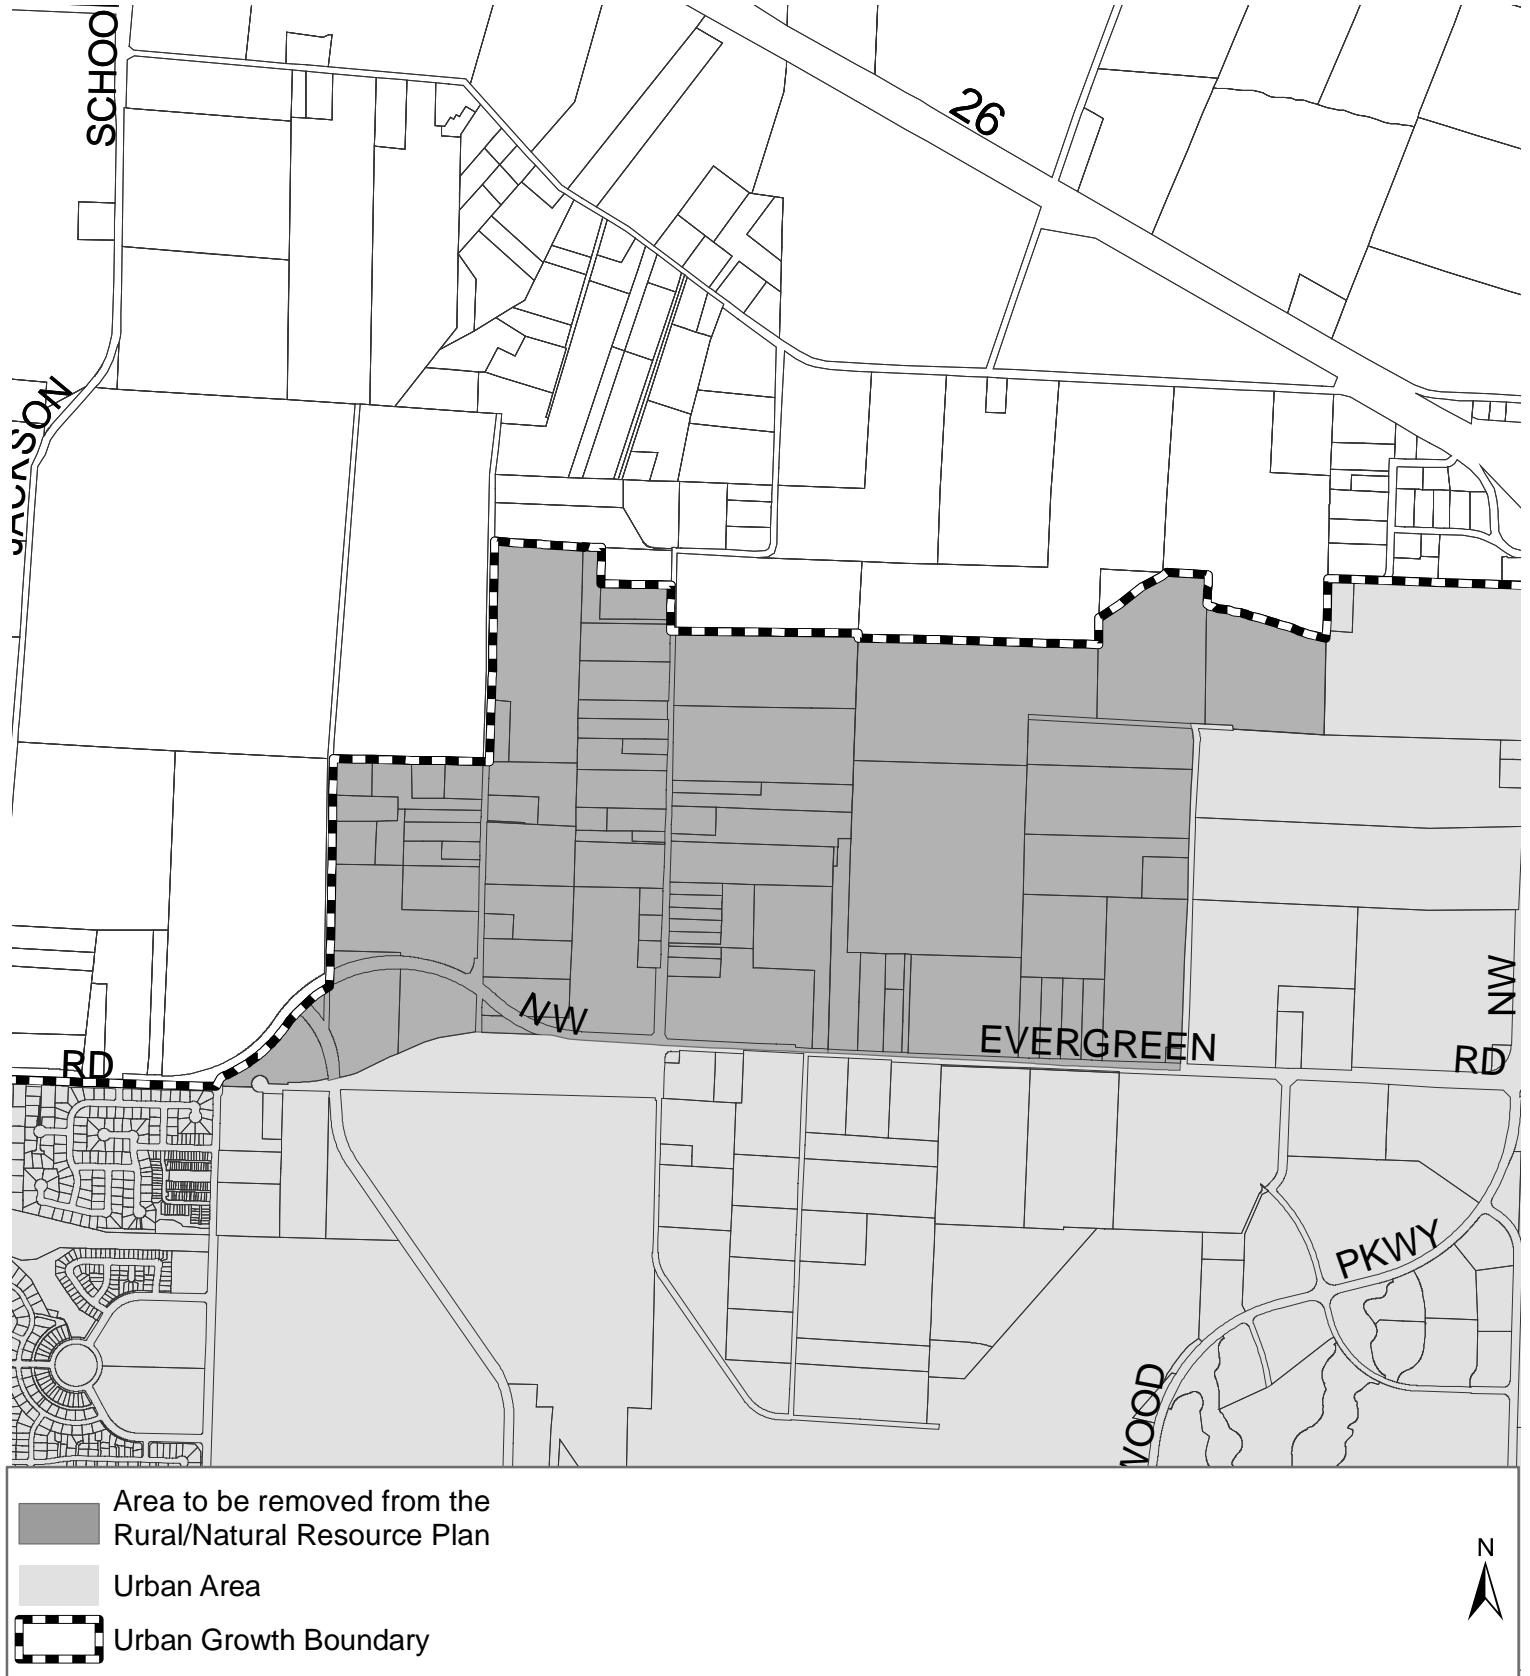 SCHOO
26
JACKSON
NW
NW
EVERGREEN
RD
RD
PKWY
WOOD
Area to be removed from the
Rural/Natural Resource Plan
Urban Area
Urban Growth Boundary
N